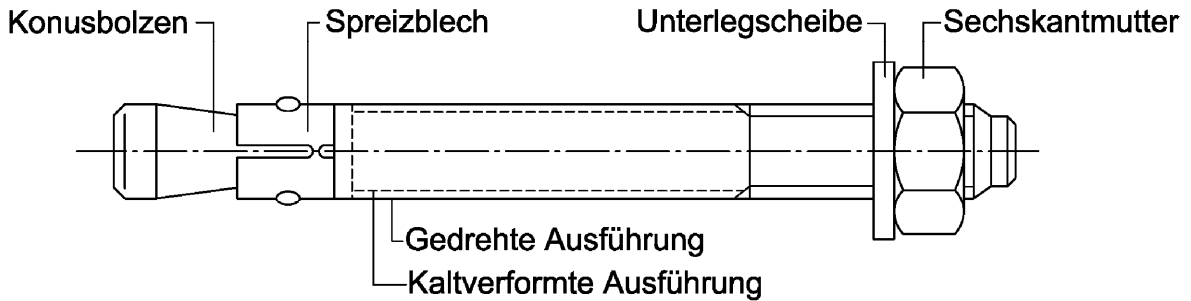 Konusbolzen
Spreizblech
Unterlegscheibe
Sechskantmutter
Gedrehte Ausführung
Kaltverformte Ausführung